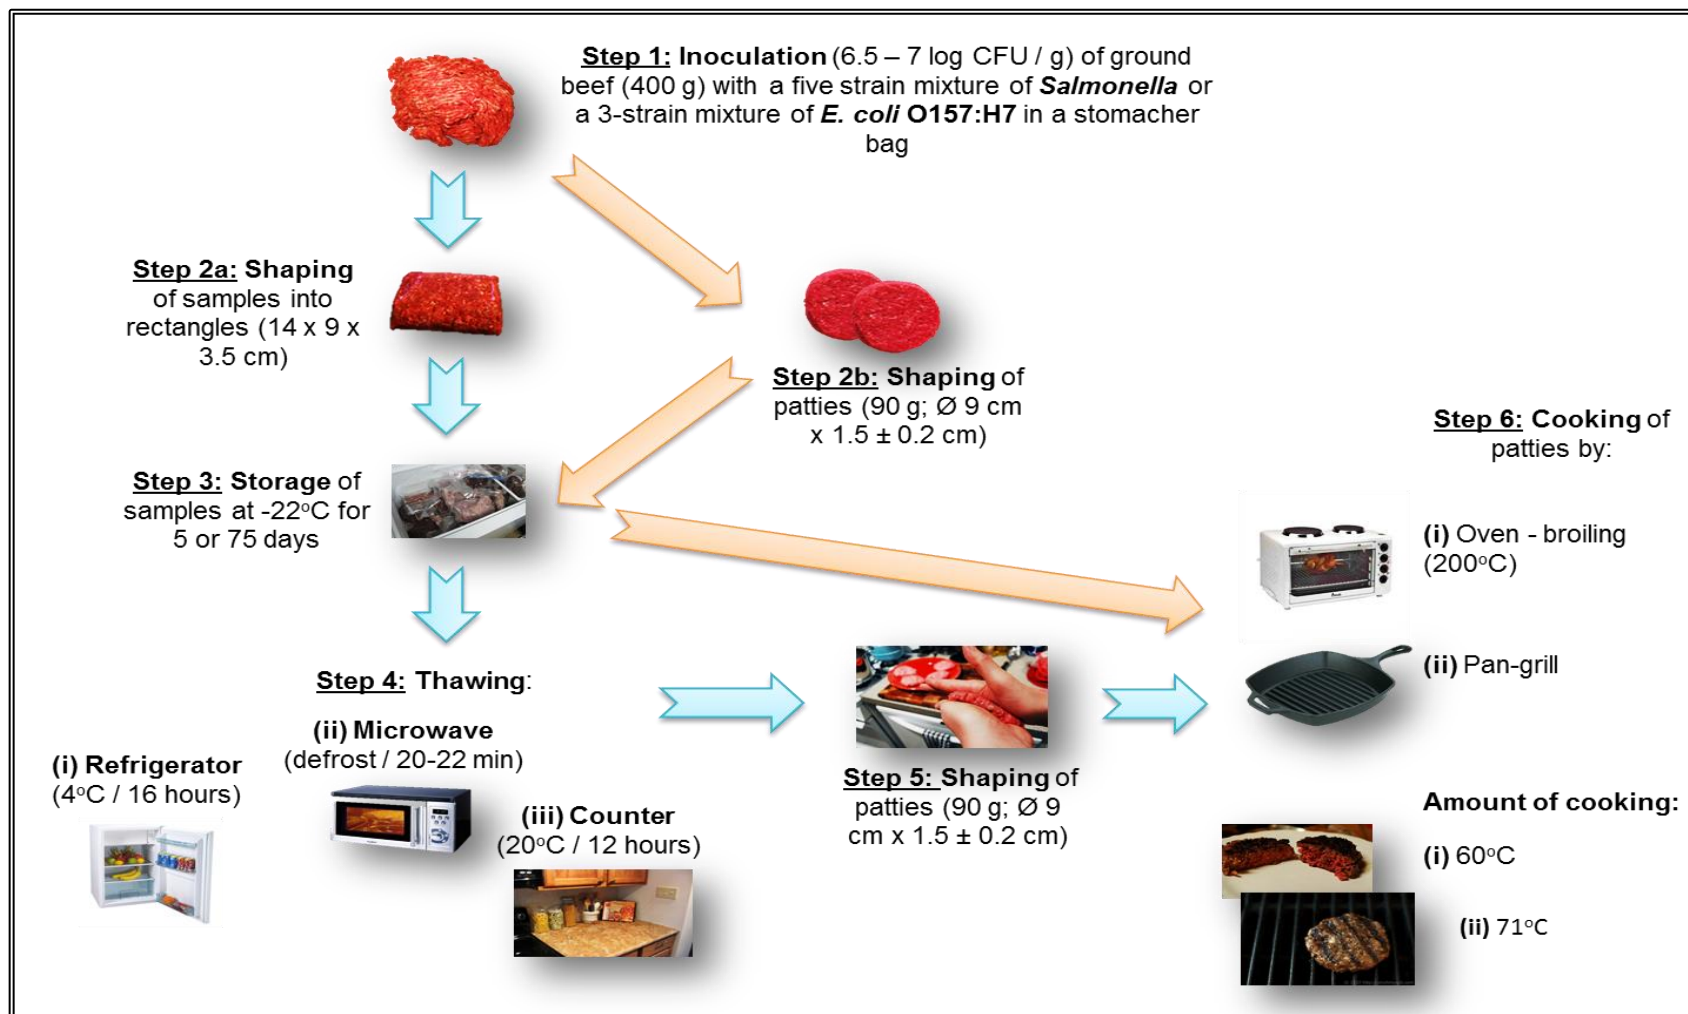 Step 1: Inoculation (6.5 – 7 log CFU / g) of ground
beef (400 g) with a five strain mixture of Salmonella or
a 3-strain mixture of E. coli O157:H7 in a stomacher
bag
Step 2a: Shaping
of samples into
rectangles (14 x 9 x
3.5 cm)
Step 2b: Shaping of
patties (90 g; Ø 9 cm
x 1.5 ± 0.2 cm)
Step 3: Storage of
samples at -22°C for
5 or 75 days
Step 4: Thawing:
(i) Refrigerator
(4°C / 16 hours)
(ii) Microwave
(defrost / 20-22 min)
(iii) Counter
(20°C / 12 hours)
Step 5: Shaping of
patties (90 g; Ø 9
cm x 1.5 ± 0.2 cm)
Step 6: Cooking of
patties by:
(i) Oven - broiling
(200°C)
(ii) Pan-grill
Amount of cooking:
(i) 60°C
(ii) 71°C